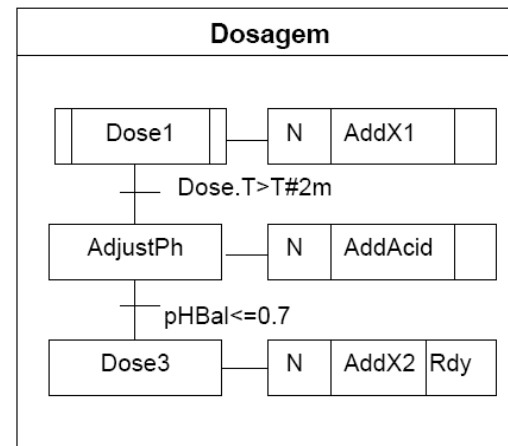 Dosagem
Dose1 N AddX1
Dose.T>T#2m
AdjustPh N AddAcid
pHBal<=0.7
Dose3 N AddX2 Rdy